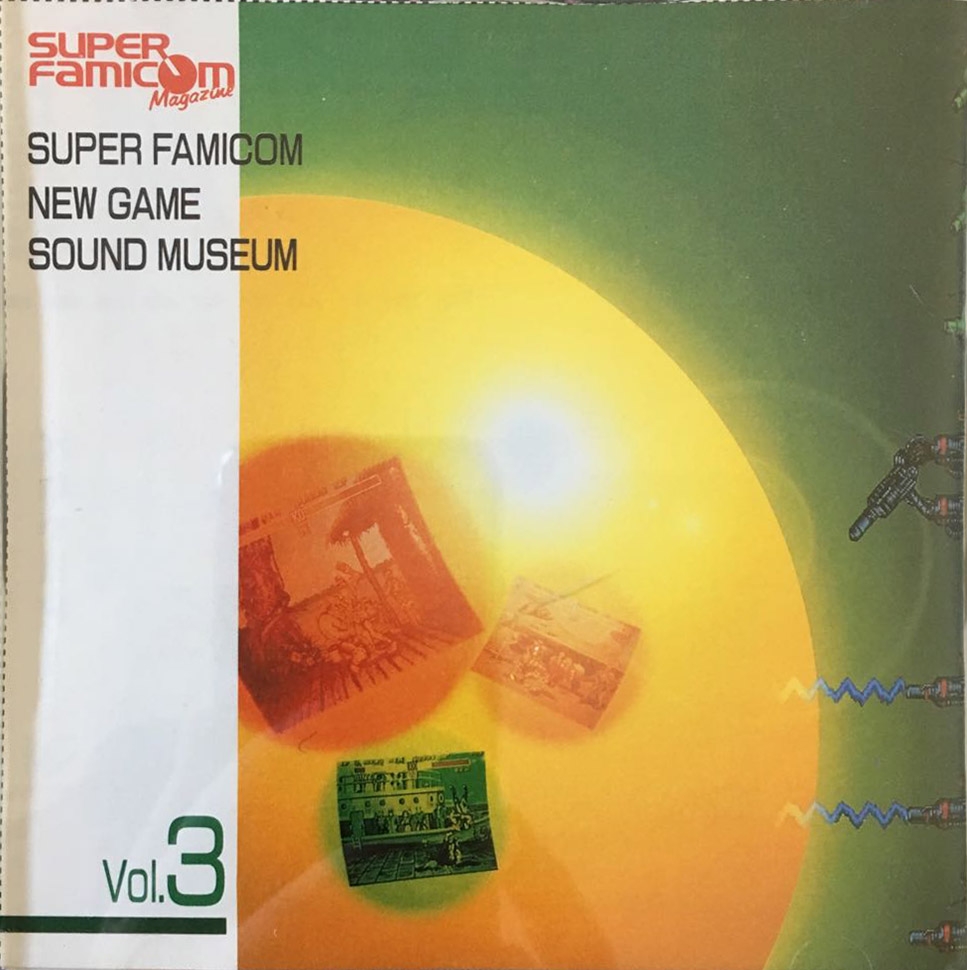 SUPER
FAMICOM
Magazine
SUPER FAMICOM
NEW GAME
SOUND MUSEUM
Vol.3